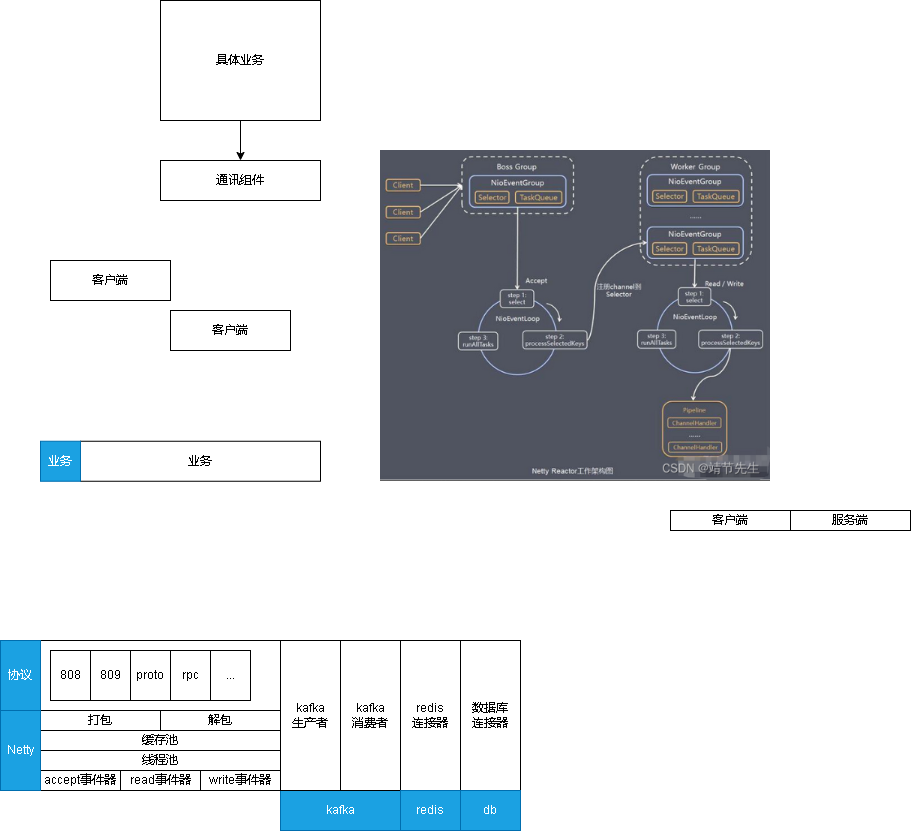 具体业务
通讯组件
客户端
客户端
业务
业务
Boss Group
NioEventGroup
Selector
TaskQueue
Client
Client
Client
Accept
step 1:
select
NioEventLoop
step 2:
processSelectedKeys
step 3:
runAllTasks
注册channel到
Selector
Worker Group
NioEventGroup
Selector
TaskQueue
......
NioEventGroup
Selector
TaskQueue
Read / Write
step 1:
select
NioEventLoop
step 2:
processSelectedKeys
step 3:
runAllTasks
Pipeline
ChannelHandler
......
ChannelHandler
Netty Reactor工作架构图
CSDN @靖节先生
客户端
服务端
协议
808
809
proto
rpc
...
Netty
打包
解包
缓存池
线程池
accept事件器
read事件器
write事件器
kafka
生产者
kafka
消费者
redis
连接器
数据库
连接器
kafka
redis
db